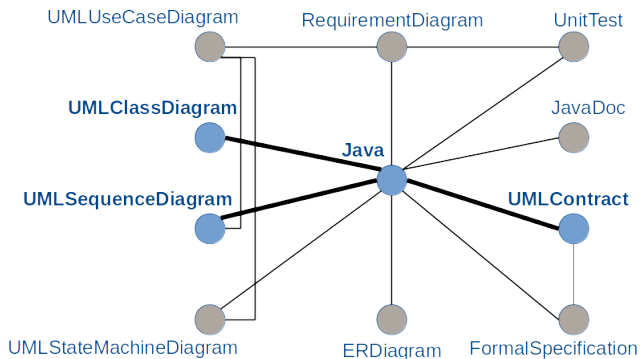 UMLUseCaseDiagram
RequirementDiagram
UnitTest
UMLClassDiagram
JavaDoc
Java
UMLSequenceDiagram
UMLContract
UMLStateMachineDiagram
ERDiagram
FormalSpecification